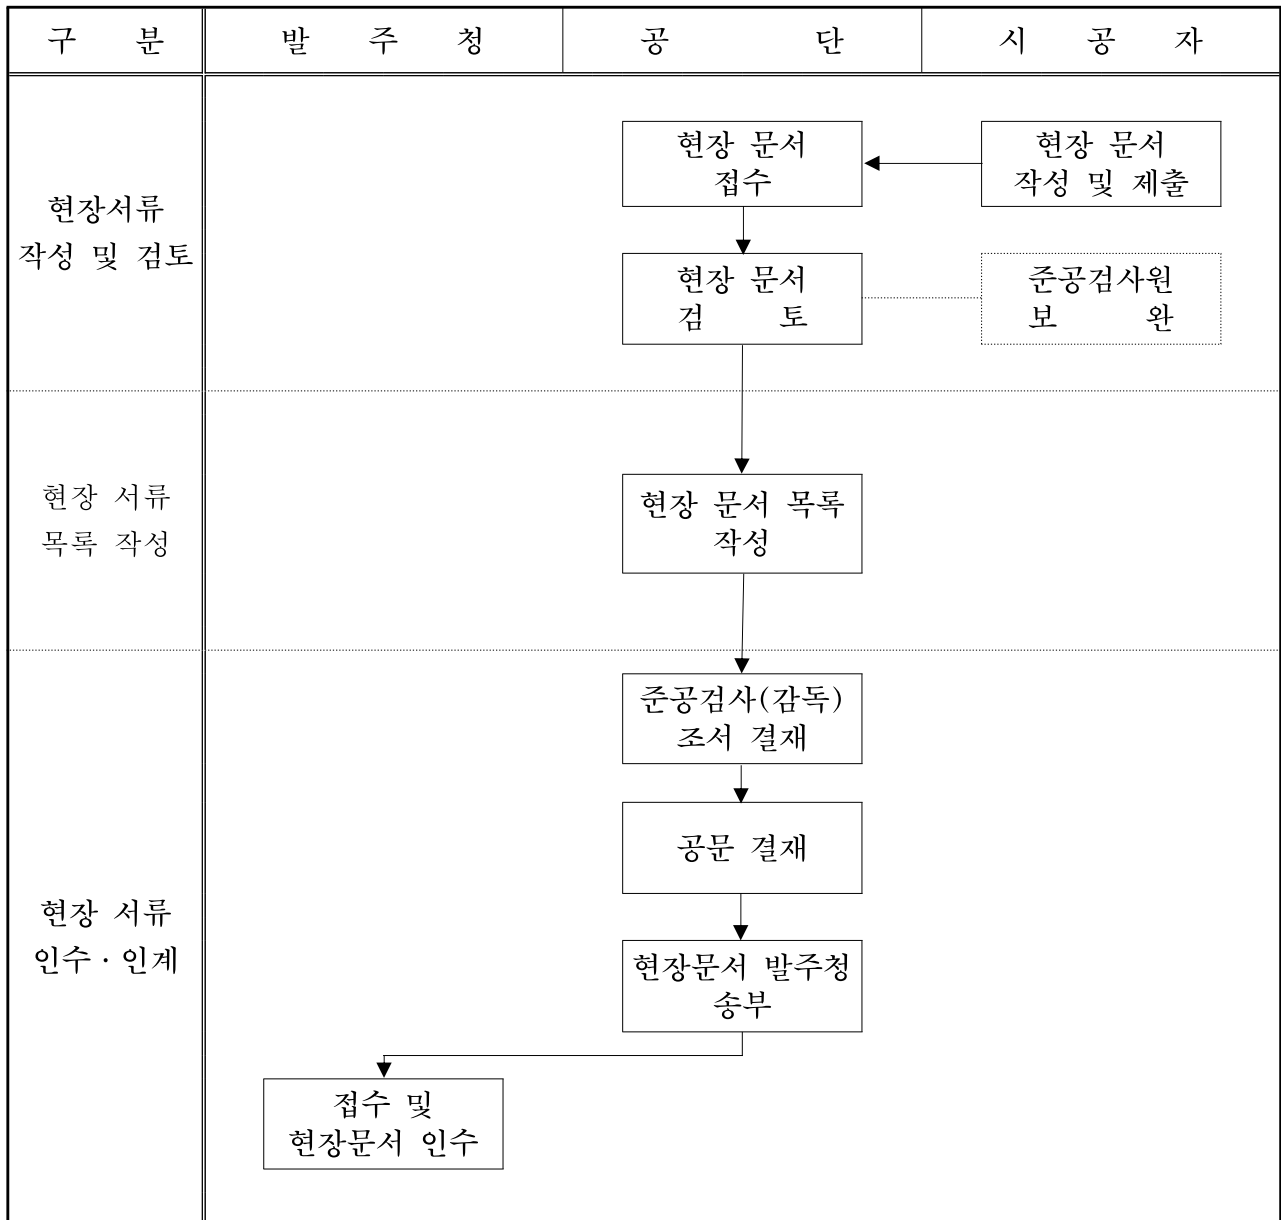 구 분 발 주 청 공 단 시 공 자
현장서류
작성 및 검토
현장 문서
접수
현장 문서
작성 및 제출
현장 문서
검 토
준공검사원
보 완
현장 서류
목록 작성
현장 문서 목록
작성
현장 서류
인수·인계
준공검사(감독)
조서 결재
공문 결재
현장문서 발주청
송부
접수 및
현장문서 인수